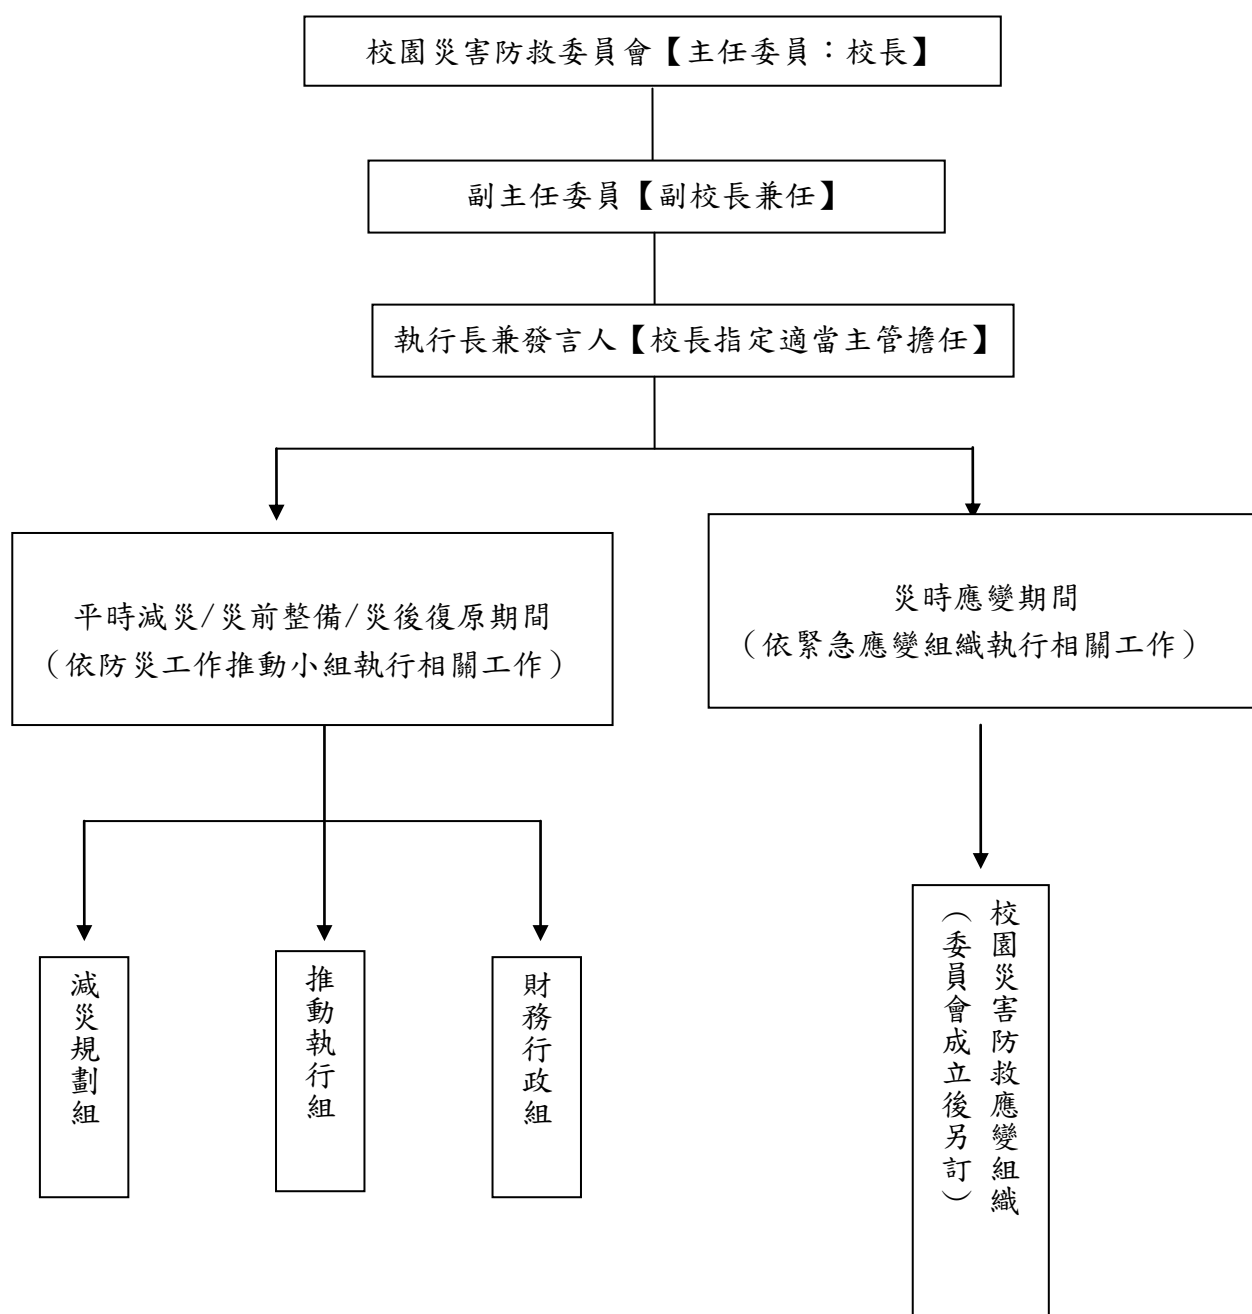 校園災害防救委員會【主任委員：校長】
副主任委員【副校長兼任】
執行長兼發言人【校長指定適當主管擔任】
平時減災/災前整備/災後復原期間
（依防災工作推動小組執行相關工作）
災時應變期間
（依緊急應變組織執行相關工作）
減災規劃組
推動執行組
財務行政組
校園災害防救應變組織
（委員會成立後另訂）